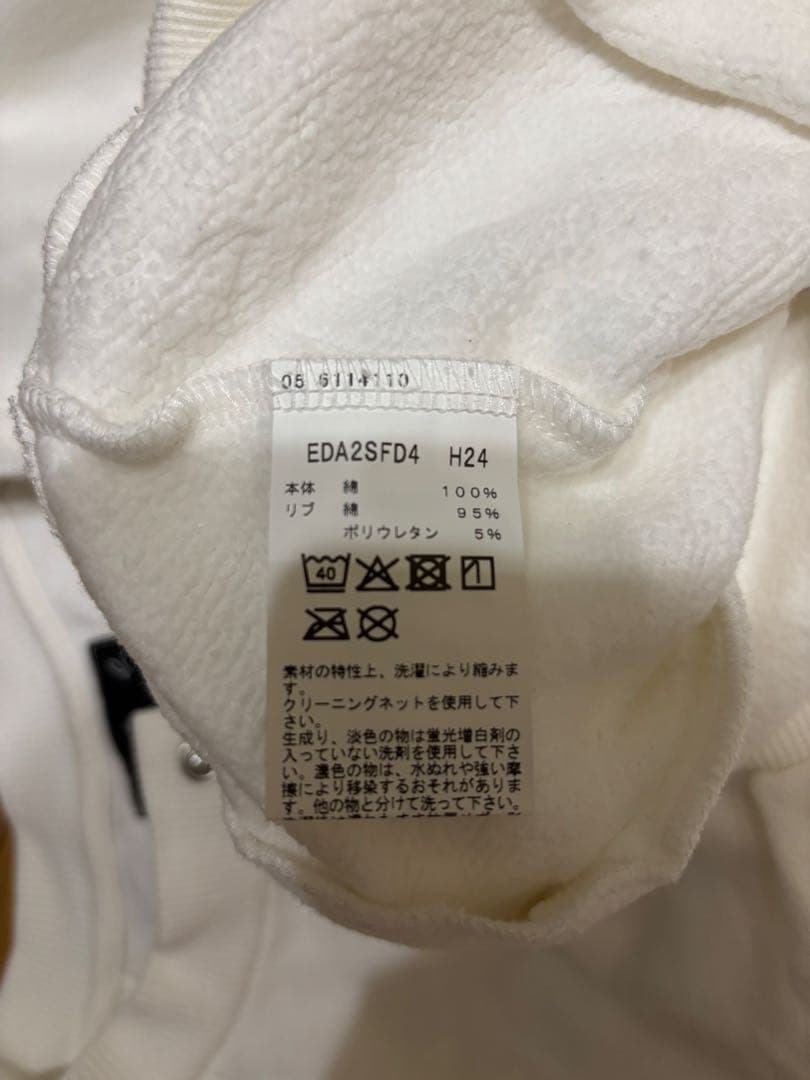 05 6114110
EDA2SFD4 H24
本体 綿 100%
リブ 綿 95%
ポリウレタン 5%
40
素材の特性上、洗濯により縮みま
す。
クリーニングネットを使用して下
さい。
生成り、淡色の物は蛍光増白剤の
入っていない洗剤を使用して下さ
い。濃色の物は、水ぬれや強い摩
擦により移染するおそれがありま
す。他の物と分けて洗って下さい。